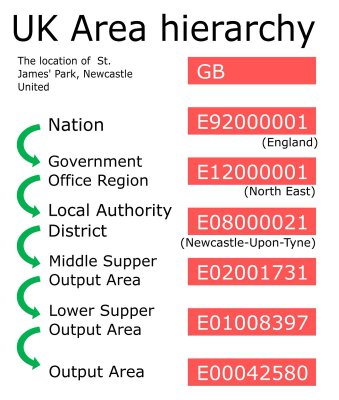 UK Area hierarchy
The location of St.
James' Park, Newcastle
United
GB
Nation
E92000001
(England)
Government
Office Region
E12000001
(North East)
Local Authority
District
E08000021
(Newcastle-Upon-Tyne)
Middle Supper
Output Area
E02001731
Lower Supper
Output Area
E01008397
Output Area
E00042580